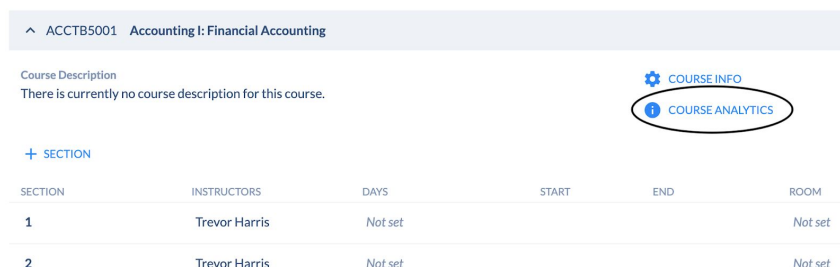 ACCTB5001 Accounting I: Financial Accounting
Course Description
There is currently no course description for this course.
COURSE INFO
COURSE ANALYTICS
+ SECTION
SECTION INSTRUCTORS DAYS START END ROOM
1 Trevor Harris Not set Not set
2 Trevor Harris Not set Not set